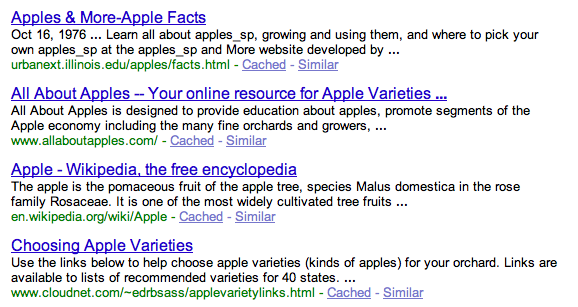 Apples & More-Apple Facts
Oct 16, 1976 ... Learn all about apples_sp, growing and using them, and where to pick your
own apples_sp at the apples_sp and More website developed by ...
urbanext.illinois.edu/apples/facts.html - Cached - Similar
All About Apples -- Your online resource for Apple Varieties ...
All About Apples is designed to provide education about apples, promote segments of the
Apple economy including the many fine orchards and growers, ...
www.allaboutapples.com/ - Cached - Similar
Apple - Wikipedia, the free encyclopedia
The apple is the pomaceous fruit of the apple tree, species Malus domestica in the rose
family Rosaceae. It is one of the most widely cultivated tree fruits ...
en.wikipedia.org/wiki/Apple - Cached - Similar
Choosing Apple Varieties
Use the links below to help choose apple varieties (kinds of apples) for your orchard. Links are
available to lists of recommended varieties for 40 states. ...
www.cloudnet.com/~edrbsass/applevarietylinks.html - Cached - Similar